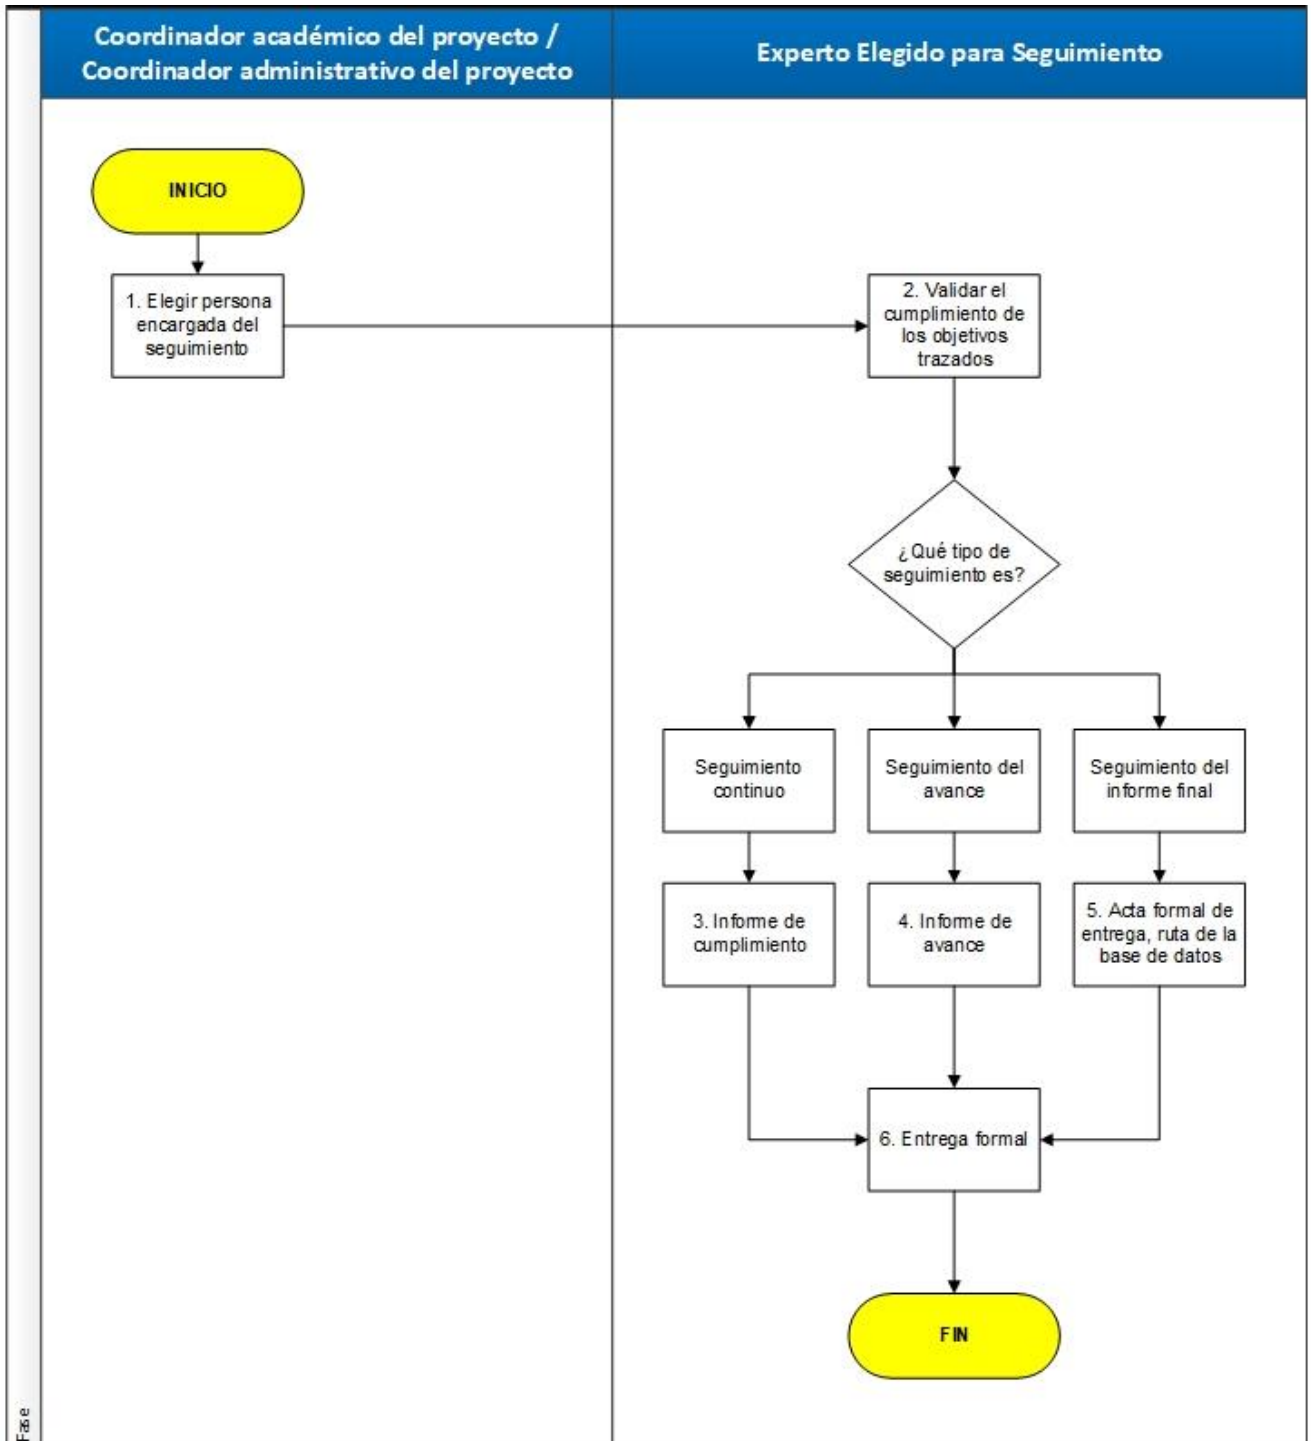 Coordinador académico del proyecto /
Coordinador administrativo del proyecto
Experto Elegido para Seguimiento
INICIO
1. Elegir persona
encargada del
seguimiento
2. Validar el
cumplimiento de
los objetivos
trazados
¿Qué tipo de
seguimiento es?
Seguimiento
continuo
Seguimiento del
avance
Seguimiento del
informe final
3. Informe de
cumplimiento
4. Informe de
avance
5. Acta formal de
entrega, ruta de la
base de datos
6. Entrega formal
FIN
Fase